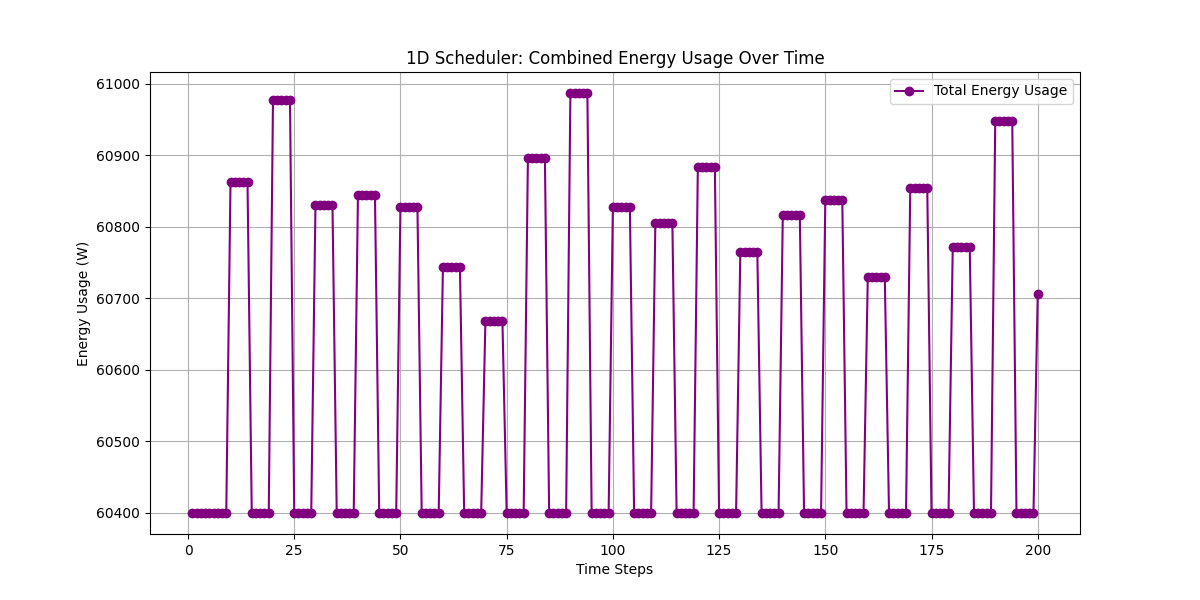 1D Scheduler: Combined Energy Usage Over Time
Total Energy Usage
Energy Usage (W)
61000
60900
60800
60700
60600
60500
60400
0 25 50 75 100 125 150 175 200
Time Steps